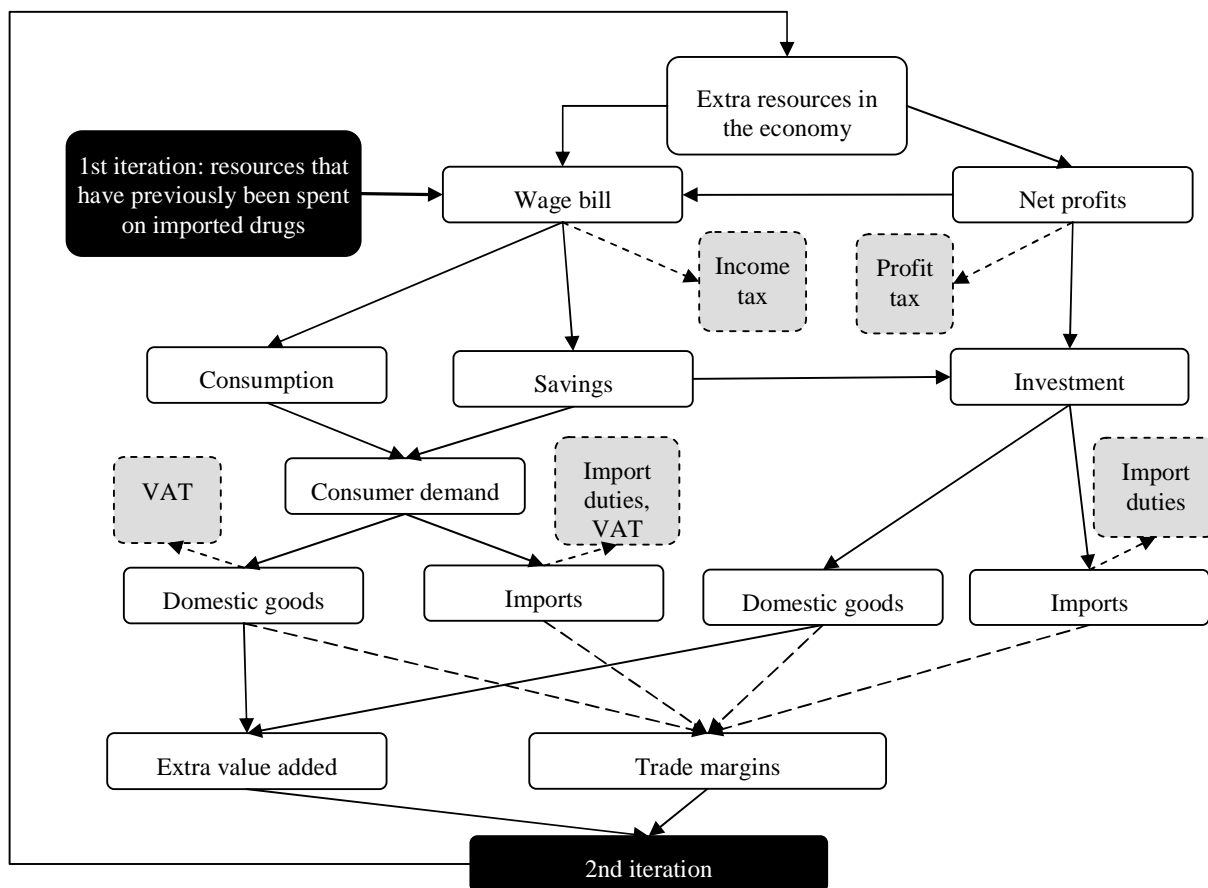 Extra resources in
the economy
1st iteration: resources that
have previously been spent
on imported drugs
Wage bill
Net profits
Income
tax
Profit
tax
Consumption
Savings
Investment
VAT
Consumer demand
Import
duties,
VAT
Import
duties
Domestic goods
Imports
Domestic goods
Imports
Extra value added
Trade margins
2nd iteration